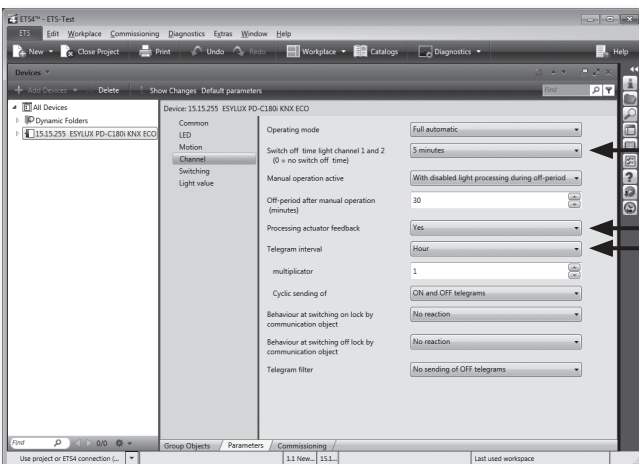 ETS4™ - ETS-Test
ETS Edit Workplace Commissioning Diagnostics Extras Window Help
New Close Project Print Undo Redo Workplace Catalogs Diagnostics Help
Devices
Add Devices Delete ! Show Changes Default parameters Find
All Devices
Dynamic Folders
15.15.255 ESYLUX PD-C180i KNX ECO
Device: 15.15.255 ESYLUX PD-C180i KNX ECO
Common
LED
Motion
Channel
Switching
Light value
Operating mode Full automatic
Switch off time light channel 1 and 2 5 minutes
(0 = no switch off time)
Manual operation active With disabled light processing during off-period
Off-period after manual operation 30
(minutes)
Processing actuator feedback Yes
Telegram interval Hour
multiplicator 1
Cyclic sending of ON and OFF telegrams
Behaviour at switching on lock by No reaction
communication object
Behaviour at switching off lock by No reaction
communication object
Telegram filter No sending of OFF telegrams
Find 0/0
Group Objects Parameters Commissioning
Use project or ETS4 connection (... 1.1 New... 15.1... Last used workspace